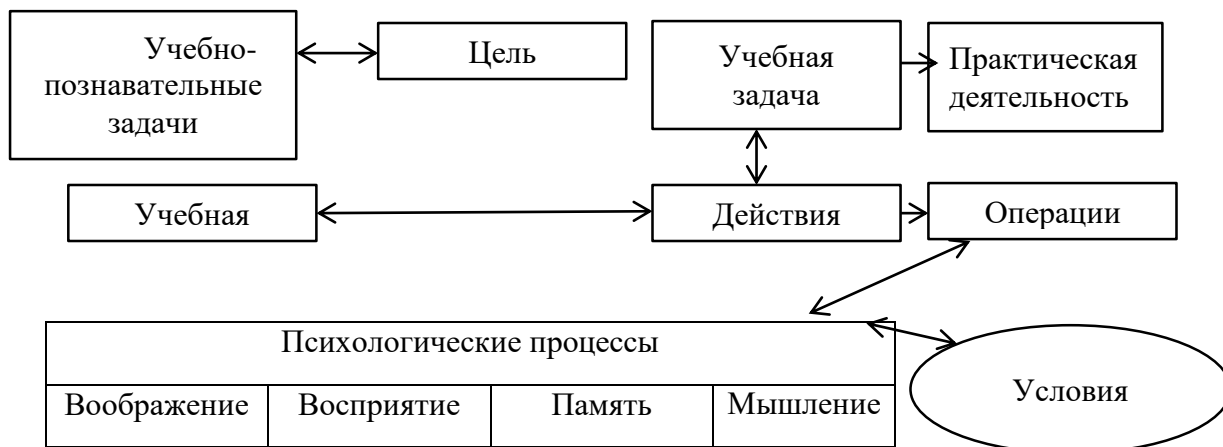 Учебно-
познавательные
задачи
Цель
Учебная
задача
Практическая
деятельность
Учебная
Действия
Операции
Психологические процессы
Воображение
Восприятие
Память
Мышление
Условия